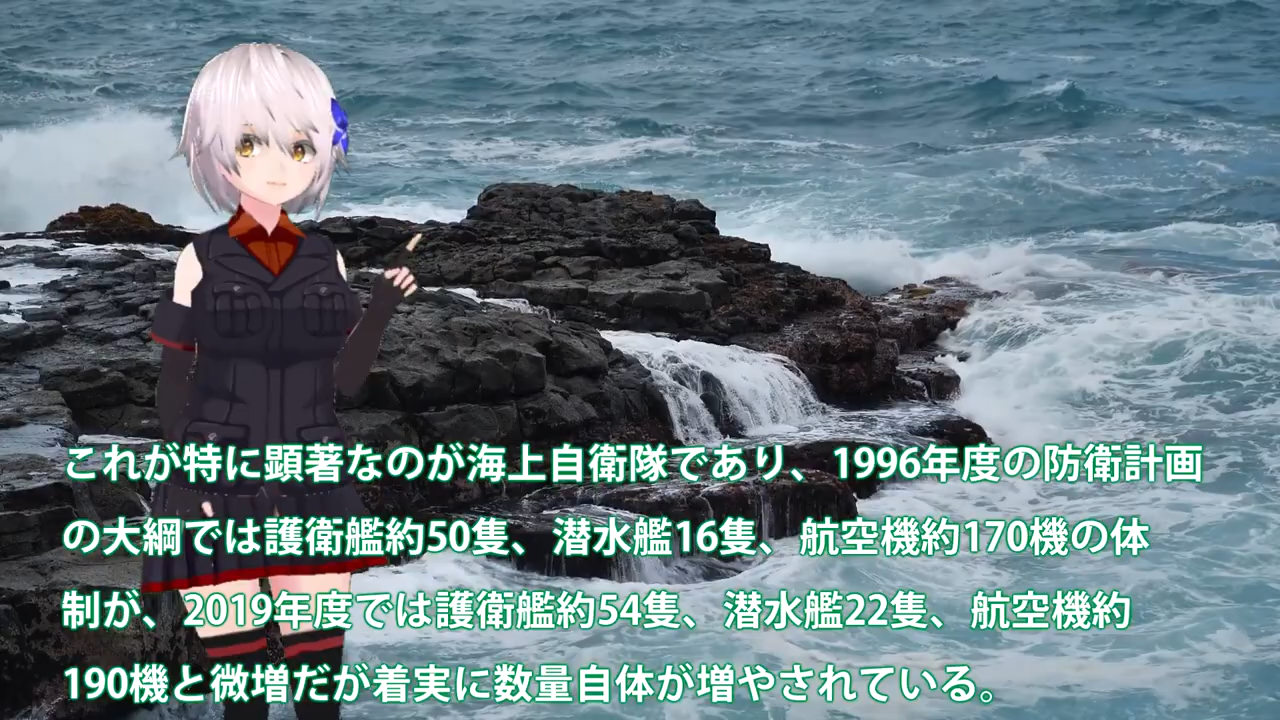 これが特に顕著なのが海上自衛隊であり、1996年度の防衛計画
の大綱では護衛艦約50隻、潜水艦16隻、航空機約170機の体
制が、2019年度では護衛艦約54隻、潜水艦22隻、航空機約
190機と微増だが着実に数量自体が増やされている。